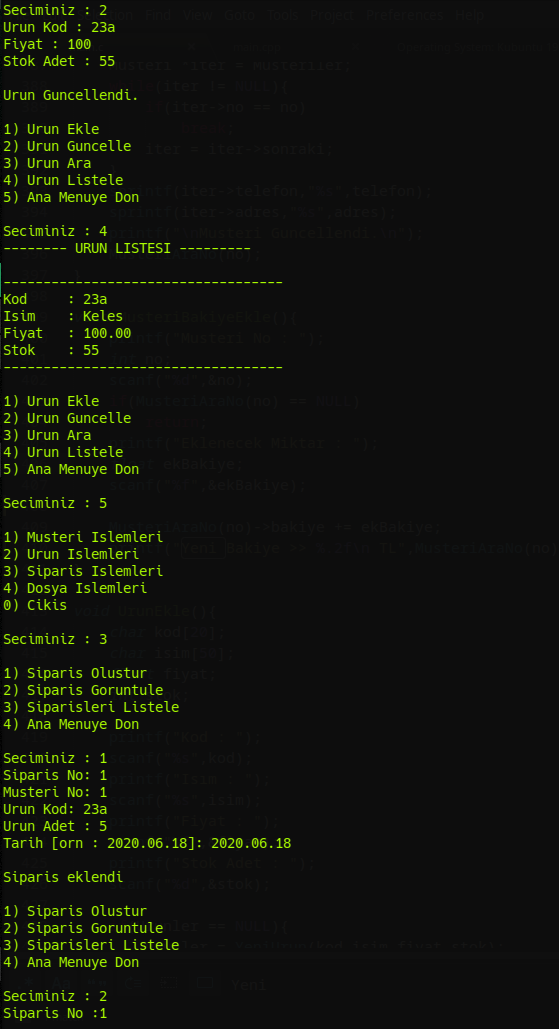 Seciminiz : 2
Urun Kod : 23a
Fiyat : 100
Stok Adet : 55
Urun Guncellendi.
1) Urun Ekle
2) Urun Guncelle
3) Urun Ara
4) Urun Listele
5) Ana Menuye Don
Seciminiz : 4
-------- URUN LISTESI ---------
-----------------------------------
Kod     : 23a
Isim    : Keles
Fiyat   : 100.00
Stok    : 55
-----------------------------------
1) Urun Ekle
2) Urun Guncelle
3) Urun Ara
4) Urun Listele
5) Ana Menuye Don
Seciminiz : 5
1) Musteri Islemleri
2) Urun Islemleri
3) Siparis Islemleri
4) Dosya Islemleri
0) Cikis
Seciminiz : 3
1) Siparis Olustur
2) Siparis Goruntule
3) Siparisleri Listele
4) Ana Menuye Don
Seciminiz : 1
Siparis No: 1
Musteri No: 1
Urun Kod: 23a
Urun Adet : 5
Tarih [orn : 2020.06.18]: 2020.06.18
Siparis eklendi
1) Siparis Olustur
2) Siparis Goruntule
3) Siparisleri Listele
4) Ana Menuye Don
Seciminiz : 2
Siparis No :1